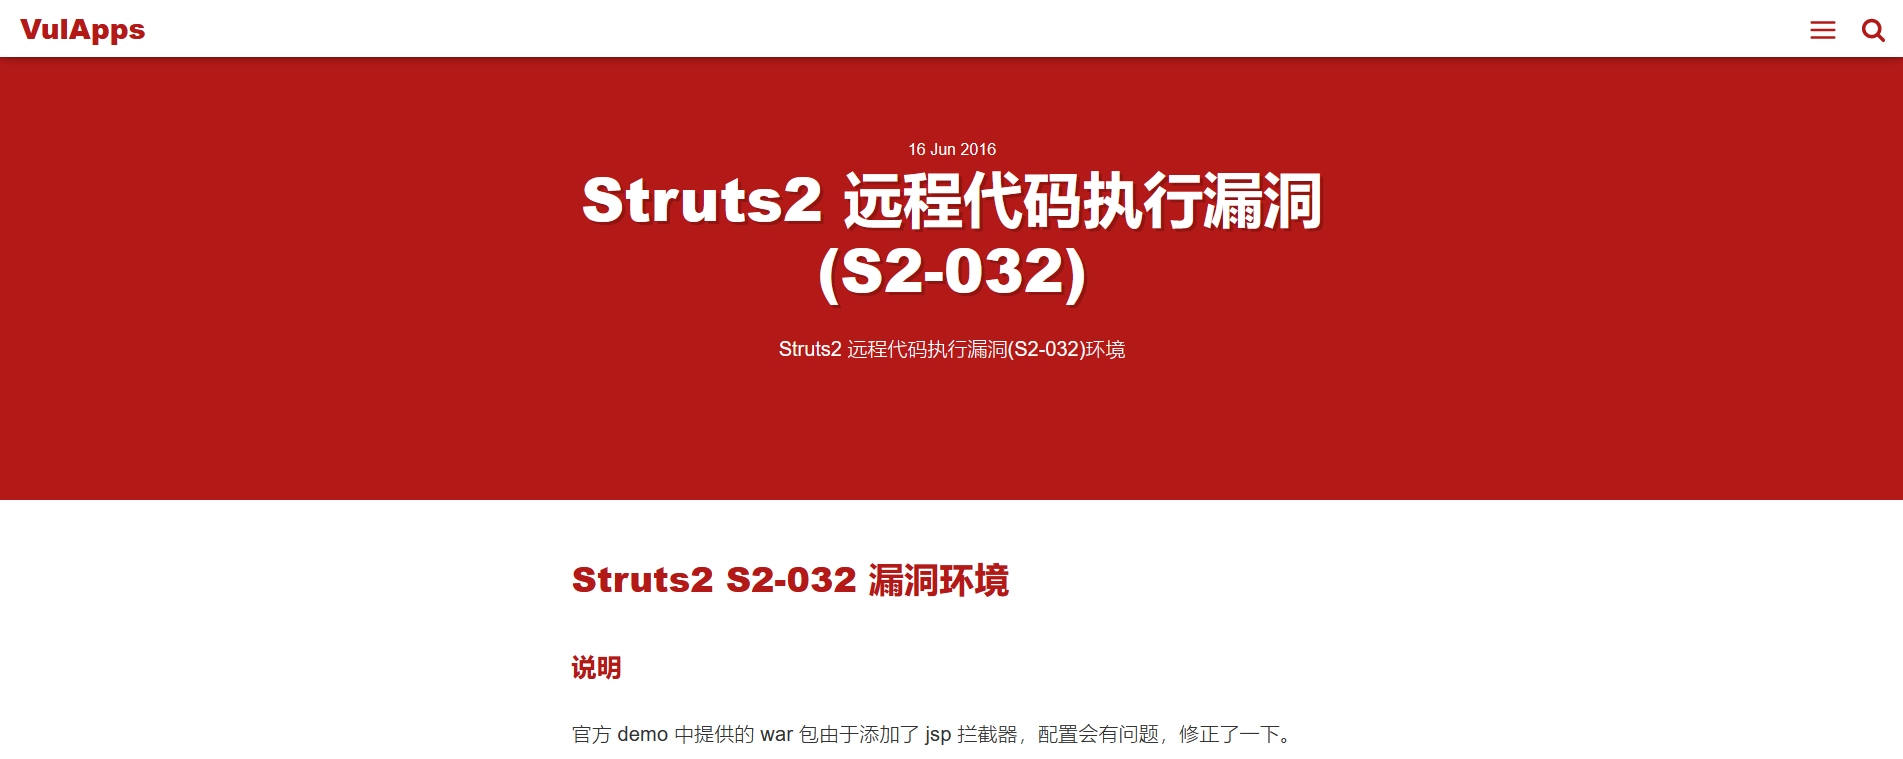 VulApps
16 Jun 2016
Struts2 远程代码执行漏洞
(S2-032)
Struts2 远程代码执行漏洞(S2-032)环境
Struts2 S2-032 漏洞环境
说明
官方 demo 中提供的 war 包由于添加了 jsp 拦截器，配置会有问题，修正了一下。